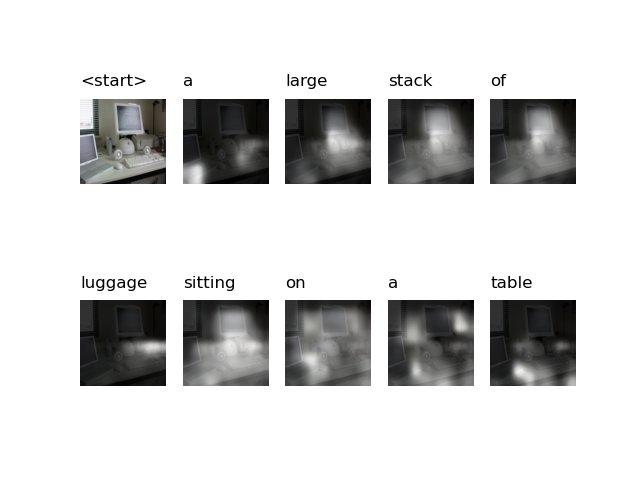 <start> a large stack of
luggage sitting on a table